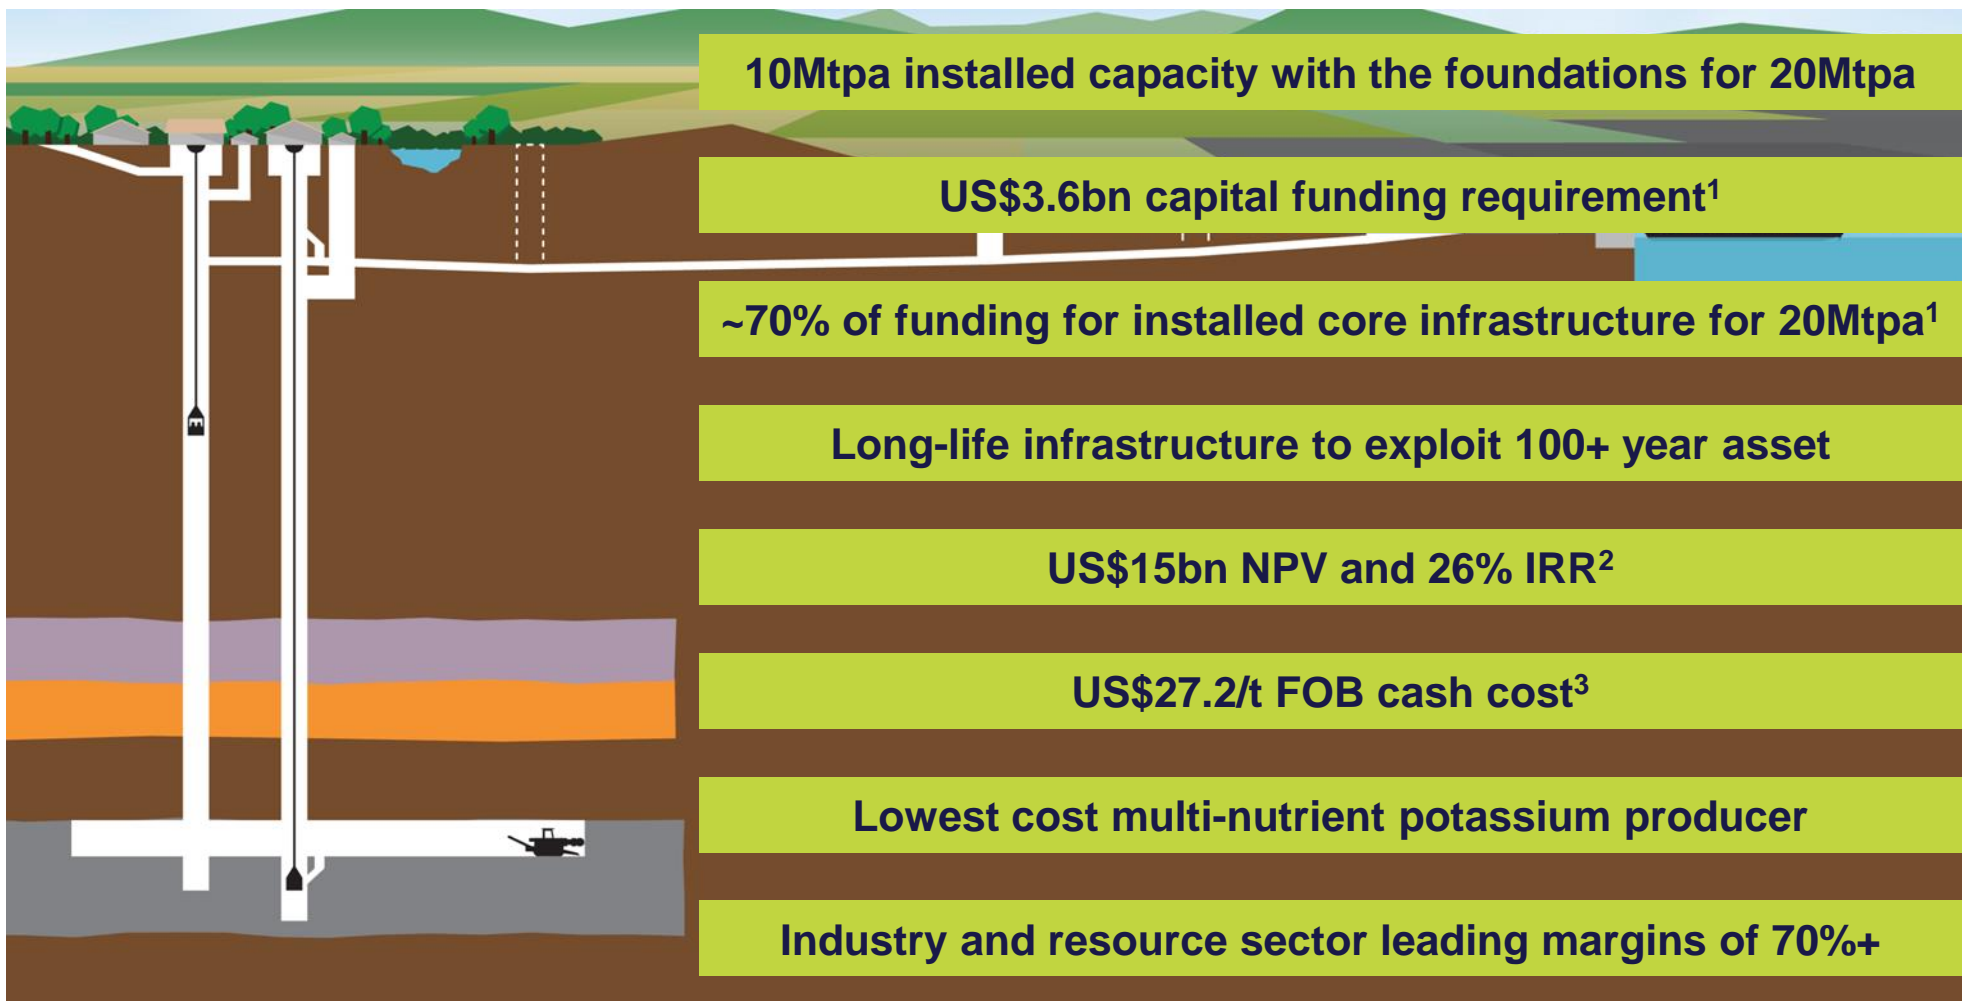 10Mtpa installed capacity with the foundations for 20Mtpa
US$3.6bn capital funding requirement¹
~70% of funding for installed core infrastructure for 20Mtpa¹
Long-life infrastructure to exploit 100+ year asset
US$15bn NPV and 26% IRR²
US$27.2/t FOB cash cost³
Lowest cost multi-nutrient potassium producer
Industry and resource sector leading margins of 70%+